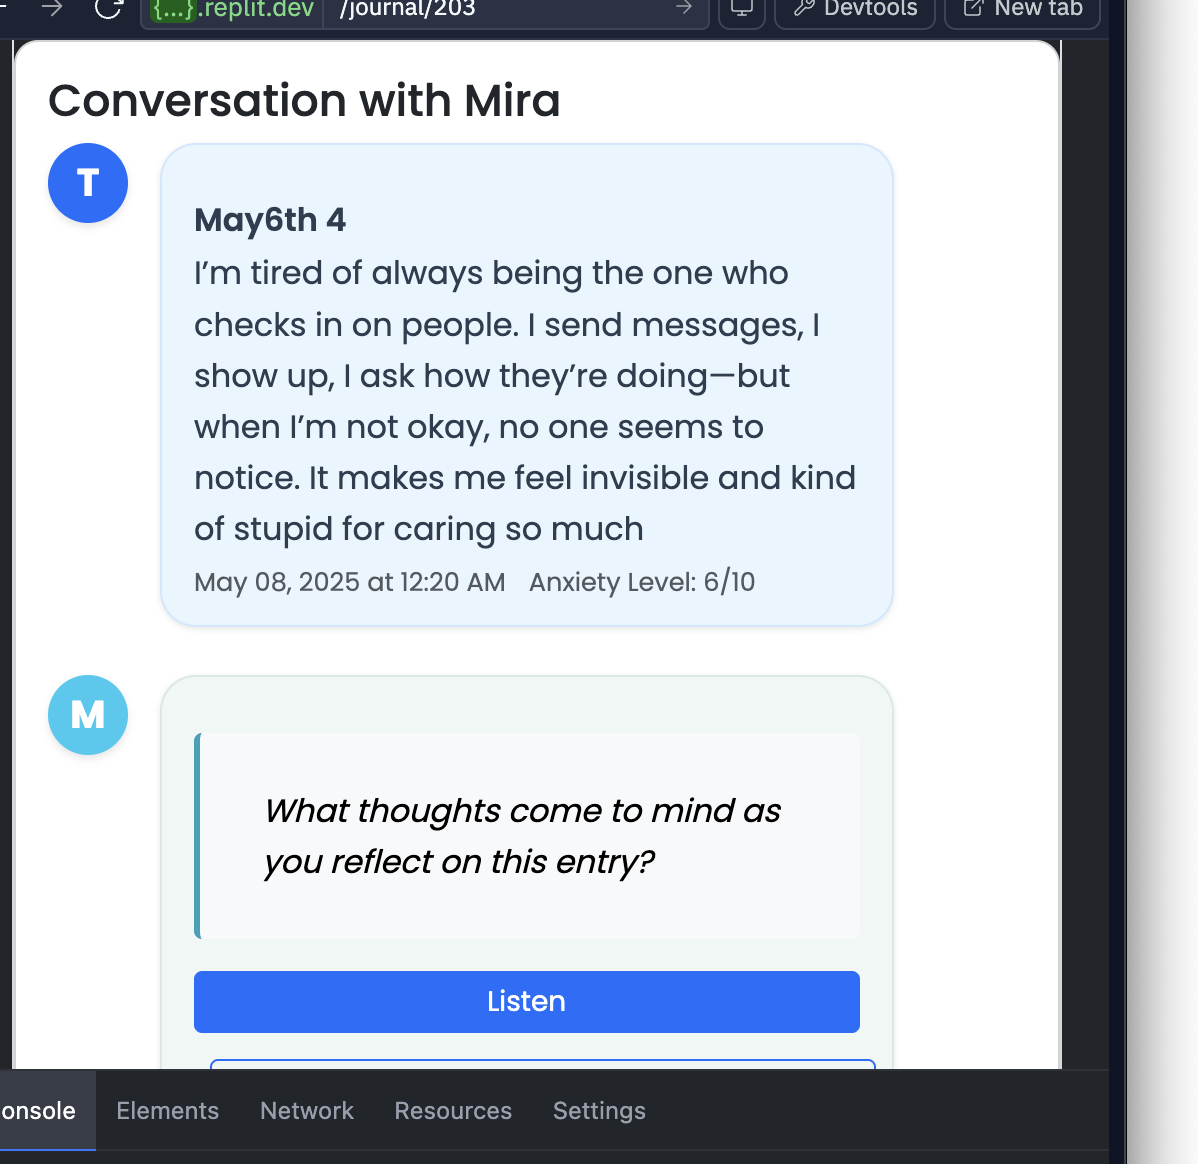 {...}.replit.dev /journal/203 → Devtools New tab
Conversation with Mira
T
May6th 4
I’m tired of always being the one who
checks in on people. I send messages, I
show up, I ask how they’re doing—but
when I’m not okay, no one seems to
notice. It makes me feel invisible and kind
of stupid for caring so much
May 08, 2025 at 12:20 AM Anxiety Level: 6/10
M
What thoughts come to mind as
you reflect on this entry?
Listen
onsole Elements Network Resources Settings